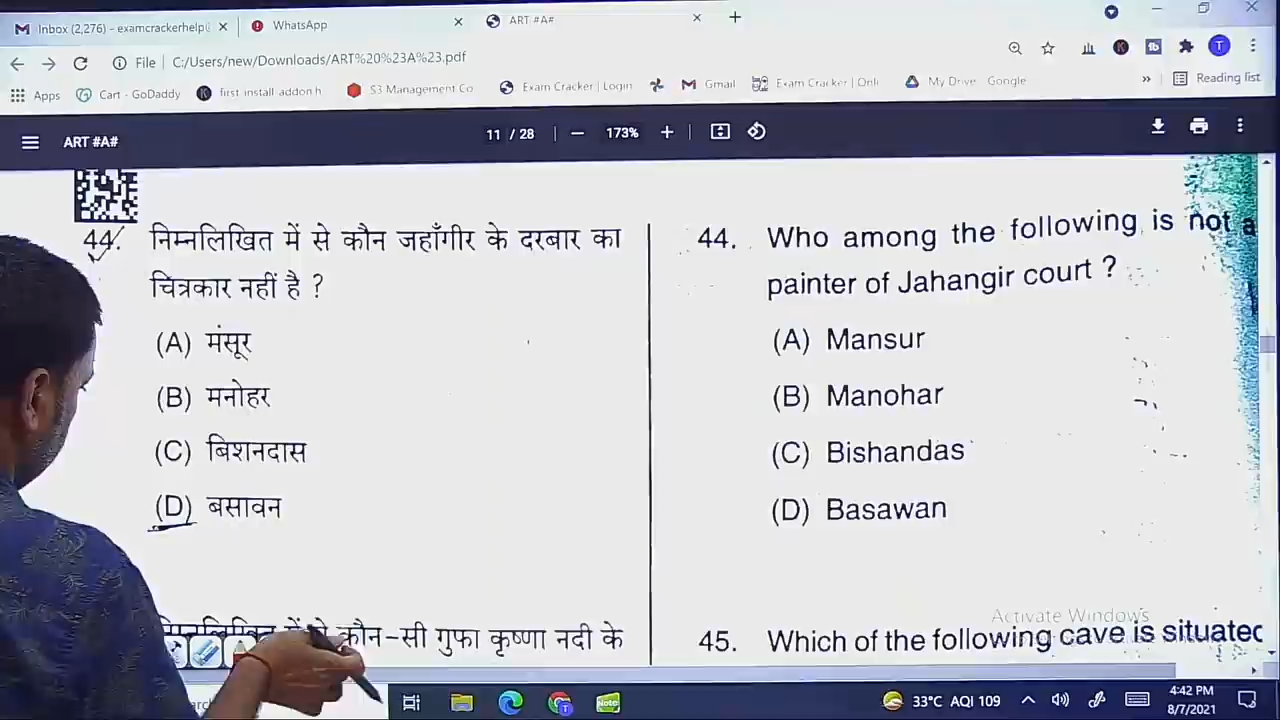 Inbox (2,276) - examcrackerhelp@
WhatsApp
ART #A#
File | C:/Users/new/Downloads/ART%20%23A%23.pdf
Apps
Cart - GoDaddy
first install addon h
S3 Management Co
Exam Cracker | Login
Gmail
Exam Cracker | Onli
My Drive - Google
»
Reading list
ART #A#
11 / 28
173%
44. निम्नलिखित में से कौन जहाँगीर के दरबार का
चित्रकार नहीं है ?
(A) मंसूर
(B) मनोहर
(C) बिशनदास
(D) बसावन
कौन-सी गुफा कृष्णा नदी के
44. Who among the following is not a
painter of Jahangir court ?
(A) Mansur
(B) Manohar
(C) Bishandas
(D) Basawan
Activate Windows
45. Which of the following cave is situated
33°C AQI 109
4:42 PM
8/7/2021